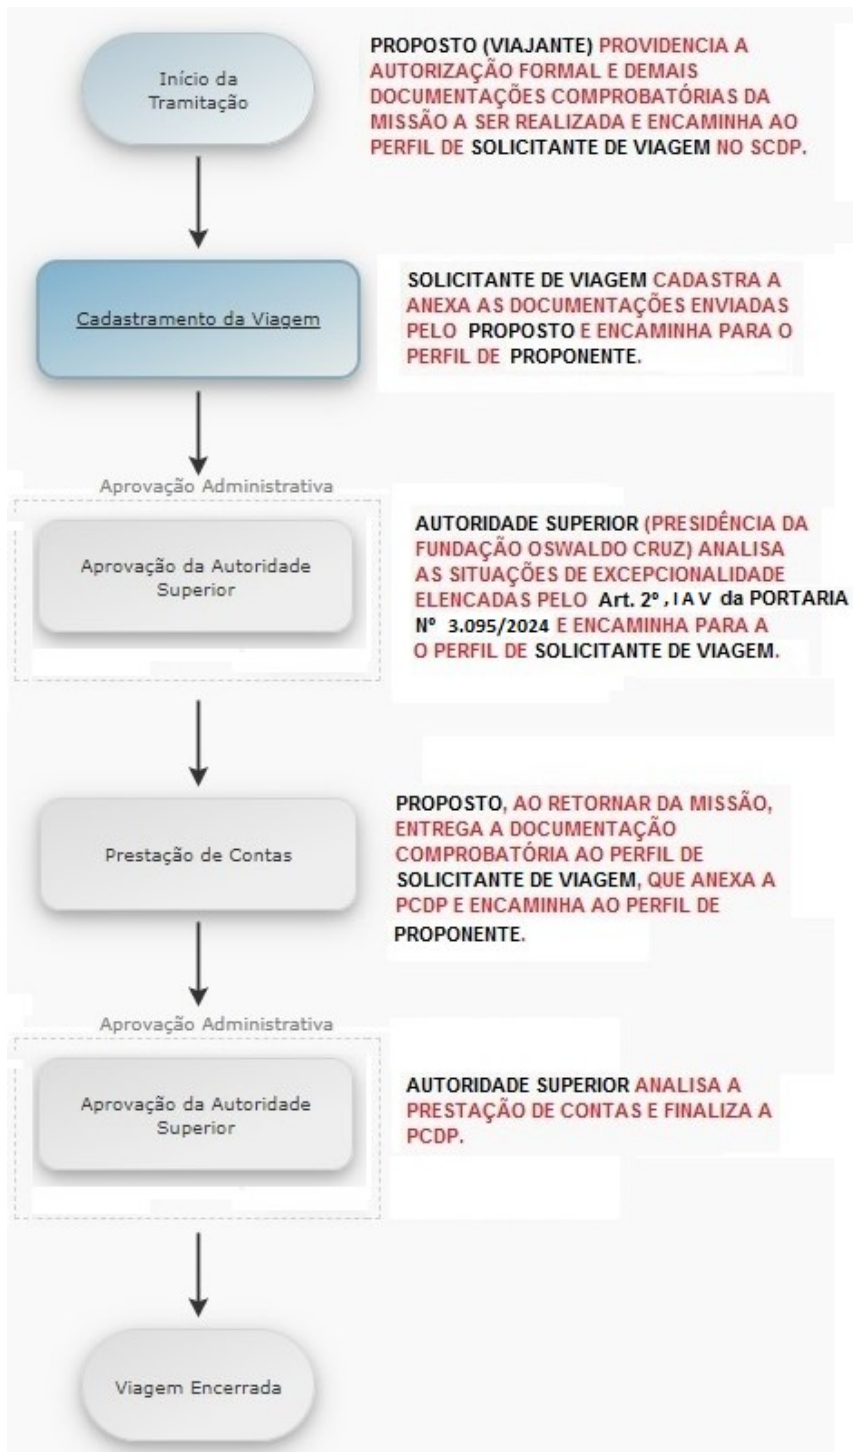 Início da
Tramitação
PROPOSTO (VIAJANTE) PROVIDENCIA A
AUTORIZAÇÃO FORMAL E DEMAIS
DOCUMENTAÇÕES COMPROBATÓRIAS DA
MISSÃO A SER REALIZADA E ENCAMINHA AO
PERFIL DE SOLICITANTE DE VIAGEM NO SCDP.
Cadastramento da Viagem
SOLICITANTE DE VIAGEM CADASTRA A
ANEXA AS DOCUMENTAÇÕES ENVIADAS
PELO PROPOSTO E ENCAMINHA PARA O
PERFIL DE PROPONENTE.
Aprovação Administrativa
Aprovação da Autoridade
Superior
AUTORIDADE SUPERIOR (PRESIDÊNCIA DA
FUNDAÇÃO OSWALDO CRUZ) ANALISA
AS SITUAÇÕES DE EXCEPCIONALIDADE
ELENCADAS PELO Art. 2º , I A V da PORTARIA
Nº 3.095/2024 E ENCAMINHA PARA A
O PERFIL DE SOLICITANTE DE VIAGEM.
Prestação de Contas
PROPOSTO, AO RETORNAR DA MISSÃO,
ENTREGA A DOCUMENTAÇÃO
COMPROBATÓRIA AO PERFIL DE
SOLICITANTE DE VIAGEM, QUE ANEXA A
PCDP E ENCAMINHA AO PERFIL DE
PROPONENTE.
Aprovação Administrativa
Aprovação da Autoridade
Superior
AUTORIDADE SUPERIOR ANALISA A
PRESTAÇÃO DE CONTAS E FINALIZA A
PCDP.
Viagem Encerrada